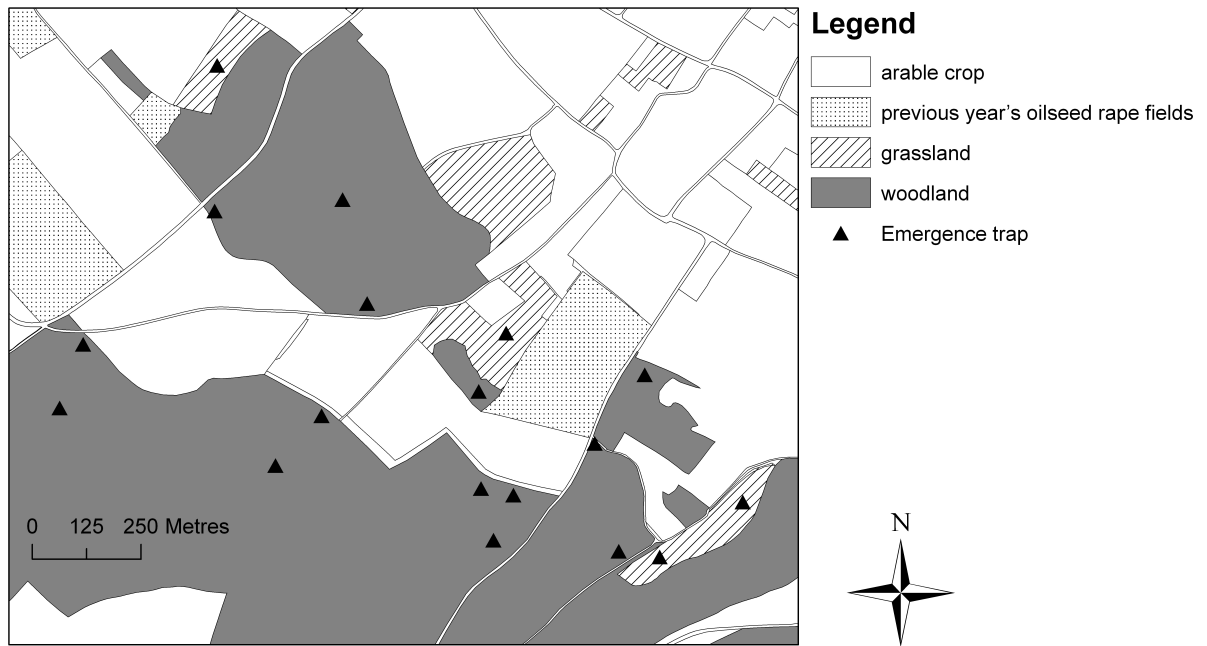 Legend
arable crop
previous year's oilseed rape fields
grassland
woodland
Emergence trap
0 125 250 Metres
N